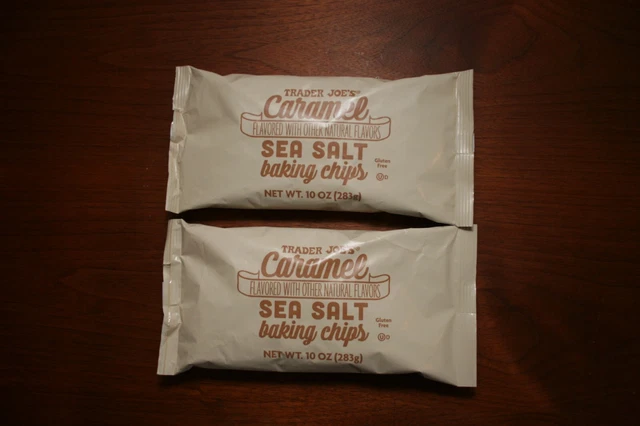 TRADER JOE'S
Caramel
FLAVORED WITH OTHER NATURAL FLAVORS
SEA SALT
baking chips
Gluten
free
U D
NET WT. 10 OZ (283g)
TRADER JOE'S
Caramel
FLAVORED WITH OTHER NATURAL FLAVORS
SEA SALT
baking chips
Gluten
free
U D
NET WT. 10 OZ (283g)